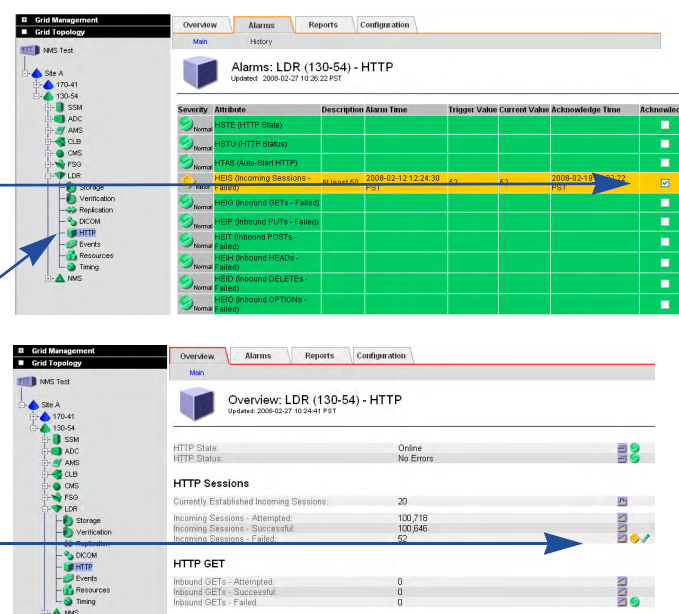 Grid Management
Grid Topology
NMS Test
Site A
170-41
130-54
SSM
ADC
AMS
CLB
CMS
FSG
LDR
Storage
Verification
Replication
DICOM
HTTP
Events
Resources
Timing
NMS
Overview Alarms Reports Configuration
Main History
Alarms: LDR (130-54) - HTTP
Updated: 2008-02-27 10:26:22 PST
Severity Attribute Description Alarm Time Trigger Value Current Value Acknowledge Time Acknowled
Normal HSTE (HTTP State)
Normal HSTU (HTTP Status)
Normal HTAS (Auto-Start HTTP)
Minor HEIS (Incoming Sessions - Failed) At least 50 2008-02-12 12:24:30 PST 52 52 2008-02-19 PST
Normal HEIG (Inbound GETs - Failed)
Normal HEIP (Inbound PUTs - Failed)
Normal HEIT (Inbound POSTs - Failed)
Normal HEIH (Inbound HEADs - Failed)
Normal HEID (Inbound DELETEs - Failed)
Normal HEIO (Inbound OPTIONs - Failed)
Grid Management
Grid Topology
NMS Test
Site A
170-41
130-54
SSM
ADC
AMS
CLB
CMS
FSG
LDR
Storage
Verification
Replication
DICOM
HTTP
Events
Resources
Timing
NMS
Overview Alarms Reports Configuration
Main
Overview: LDR (130-54) - HTTP
Updated: 2008-02-27 10:24:41 PST
HTTP State: Online
HTTP Status: No Errors
HTTP Sessions
Currently Established Incoming Sessions: 20
Incoming Sessions - Attempted: 100,718
Incoming Sessions - Successful: 100,646
Incoming Sessions - Failed: 52
HTTP GET
Inbound GETs - Attempted: 0
Inbound GETs - Successful: 0
Inbound GETs - Failed: 0